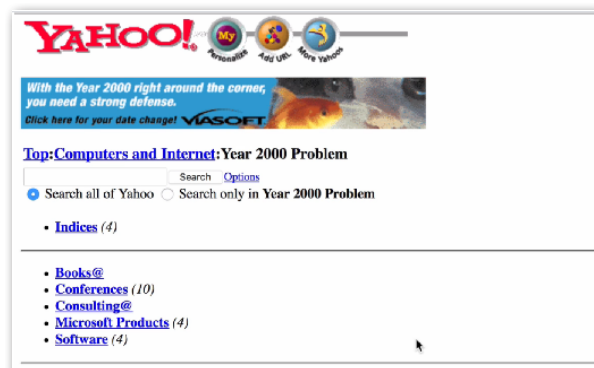 YAHOO!
My
Personalize
Add URL
More Yahoos
With the Year 2000 right around the corner,
you need a strong defense.
Click here for your date change! VIASOFT
Top:Computers and Internet:Year 2000 Problem
Search Options
Search all of Yahoo Search only in Year 2000 Problem
Indices (4)
Books@
Conferences (10)
Consulting@
Microsoft Products (4)
Software (4)